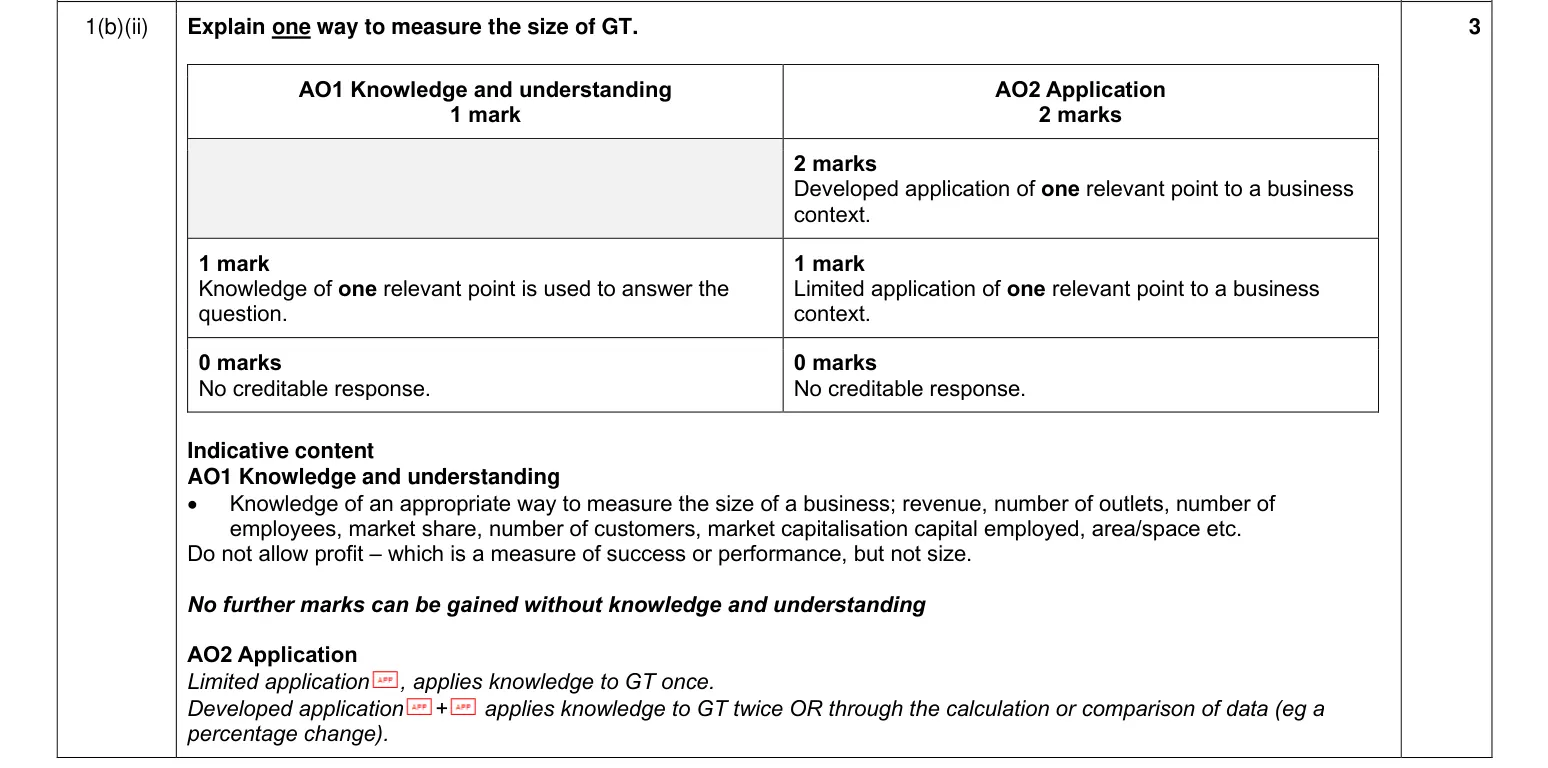 1(b)(ii) Explain one way to measure the size of GT. 3
AO1 Knowledge and understanding
1 mark
AO2 Application
2 marks
2 marks
Developed application of one relevant point to a business
context.
1 mark
Knowledge of one relevant point is used to answer the
question.
1 mark
Limited application of one relevant point to a business
context.
0 marks
No creditable response.
0 marks
No creditable response.
Indicative content
AO1 Knowledge and understanding
• Knowledge of an appropriate way to measure the size of a business; revenue, number of outlets, number of
employees, market share, number of customers, market capitalisation capital employed, area/space etc.
Do not allow profit – which is a measure of success or performance, but not size.
No further marks can be gained without knowledge and understanding
AO2 Application
Limited application APP, applies knowledge to GT once.
Developed application APP + APP applies knowledge to GT twice OR through the calculation or comparison of data (eg a
percentage change).